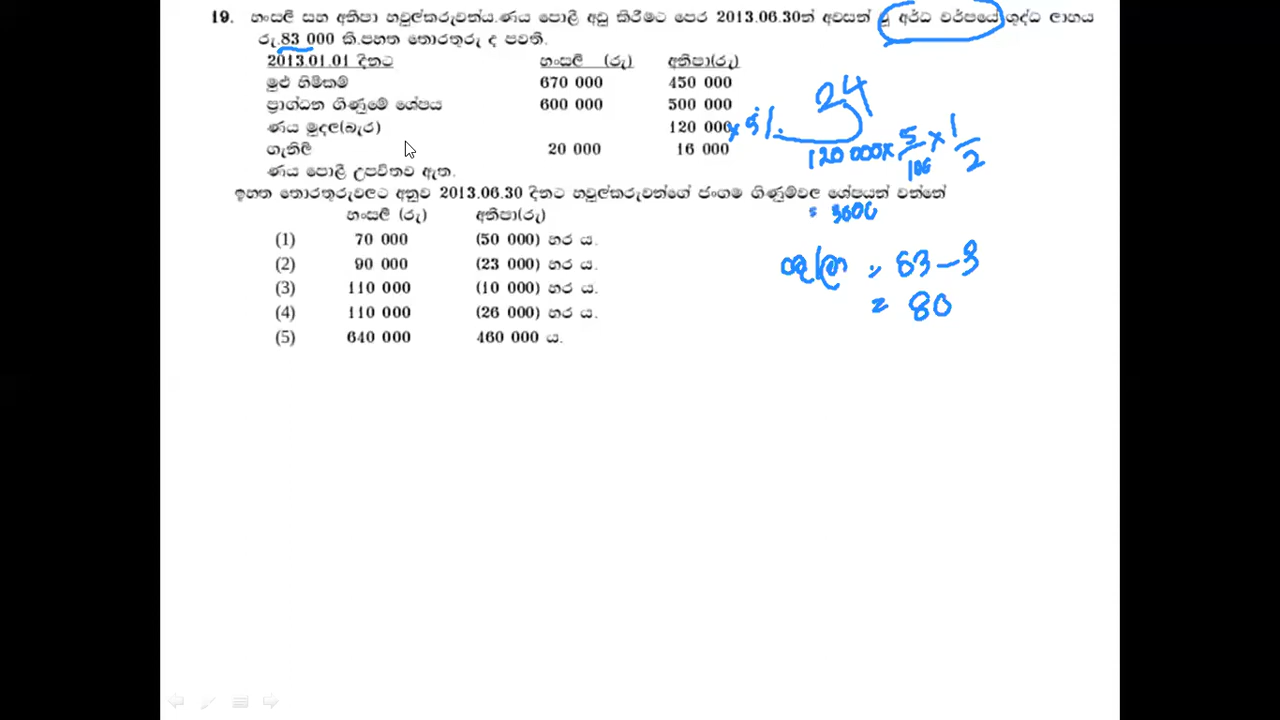 19. හංසලී සහ අනිපා හවුල්කරුවන්ය.ණය පොලී අඩු කිරීමට පෙර 2013.06.30න් අවසන් වූ අර්ධ වර්ෂයේ ශුද්ධ ලාභය
රු.83 000 කි.පහත තොරතුරු ද පවතී.
2013.01.01 දිනට හංසලී (රු) අනිපා(රු)
මුළු හිමිකම් 670 000 450 000
ප්‍රාග්ධන ගිණුමේ ශේෂය 600 000 500 000
ණය මුදල(බැර) 120 000 x 5%
24
120 000 x 5/100 x 1/2
ගැනිලි 20 000 16 000
ණය පොලී උපචිතව ඇත.
ඉහත තොරතුරුවලට අනුව 2013.06.30 දිනට හවුල්කරුවන්ගේ ජංගම ගිණුම්වල ශේෂයන් වන්නේ
= 3000
හංසලී (රු) අනිපා(රු)
(1) 70 000 (50 000) හර ය.
(2) 90 000 (23 000) හර ය.
= 83 - 3
(3) 110 000 (10 000) හර ය.
= 80
(4) 110 000 (26 000) හර ය.
(5) 640 000 460 000 ය.